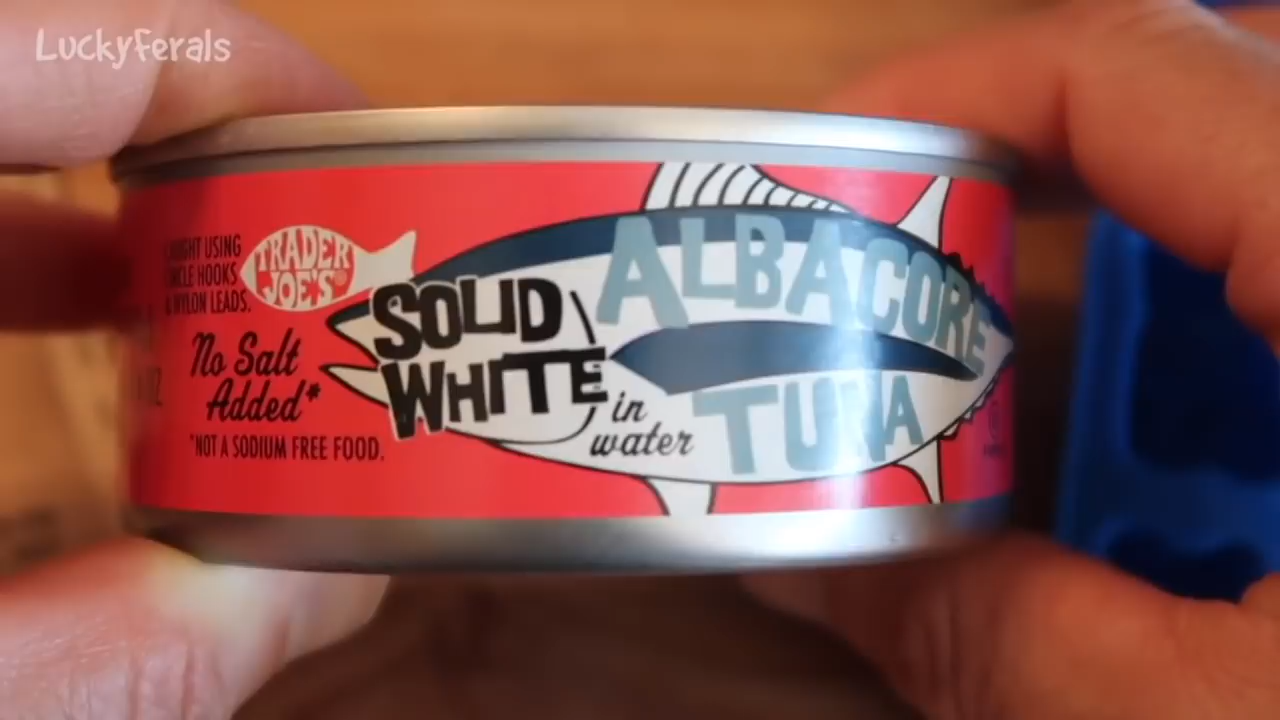 LuckyFerals
USING
HOOKS
NYLON LEADS.
TRADER
JOE'S
No Salt
Added*
*NOT A SODIUM FREE FOOD.
SOLID
WHITE
in
water
ALBACORE
TUNA